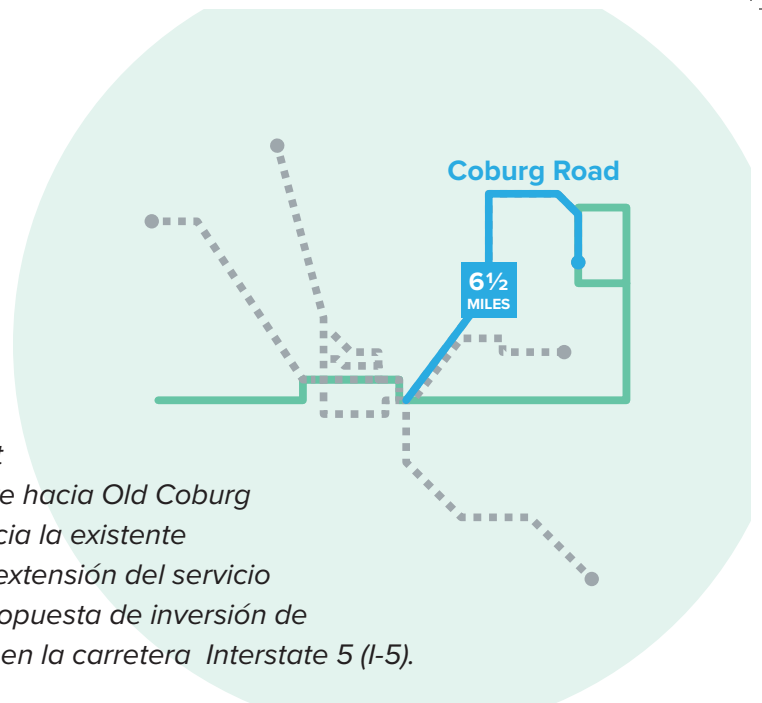 Coburg Road
6½
MILES
e hacia Old Coburg
cia la existente
extensión del servicio
opuesta de inversión de
en la carretera Interstate 5 (I-5).